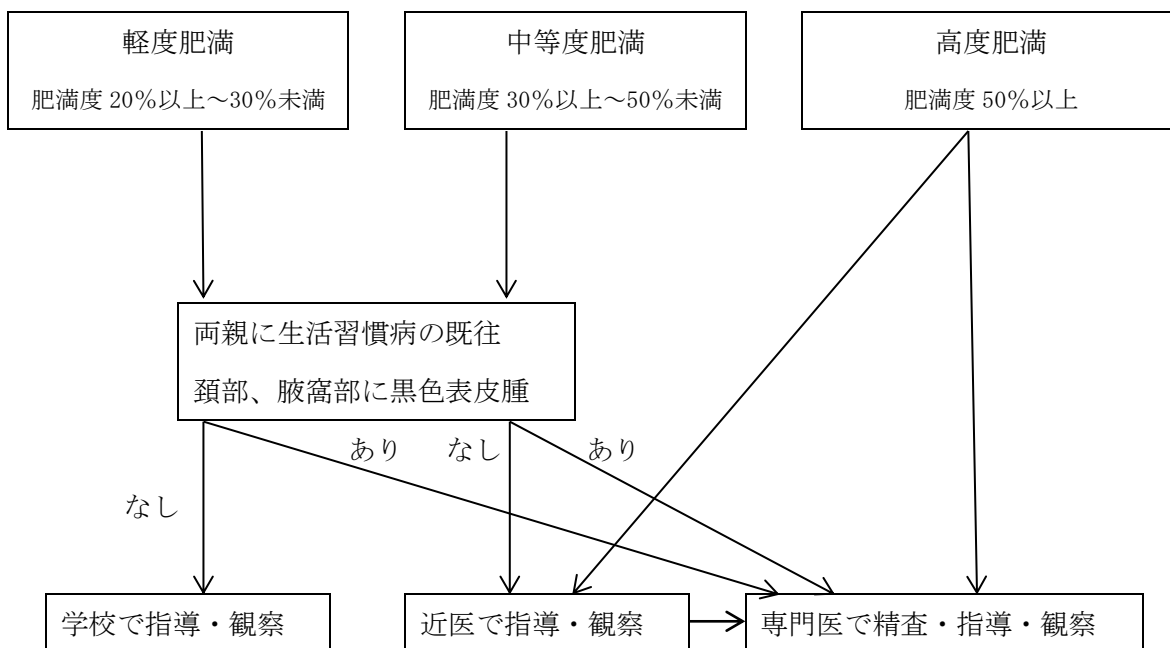 軽度肥満
肥満度 20%以上～30%未満
中等度肥満
肥満度 30%以上～50%未満
高度肥満
肥満度 50%以上
両親に生活習慣病の既往
頚部、腋窩部に黒色表皮腫
あり
なし
あり
なし
学校で指導・観察
近医で指導・観察
専門医で精査・指導・観察